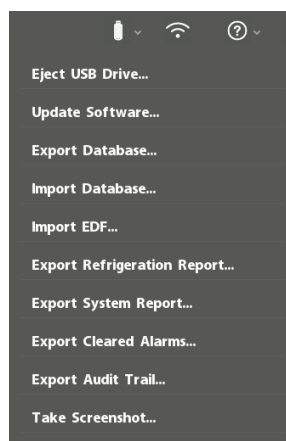 Eject USB Drive...
Update Software...
Export Database...
Import Database...
Import EDF...
Export Refrigeration Report...
Export System Report...
Export Cleared Alarms...
Export Audit Trail...
Take Screenshot...